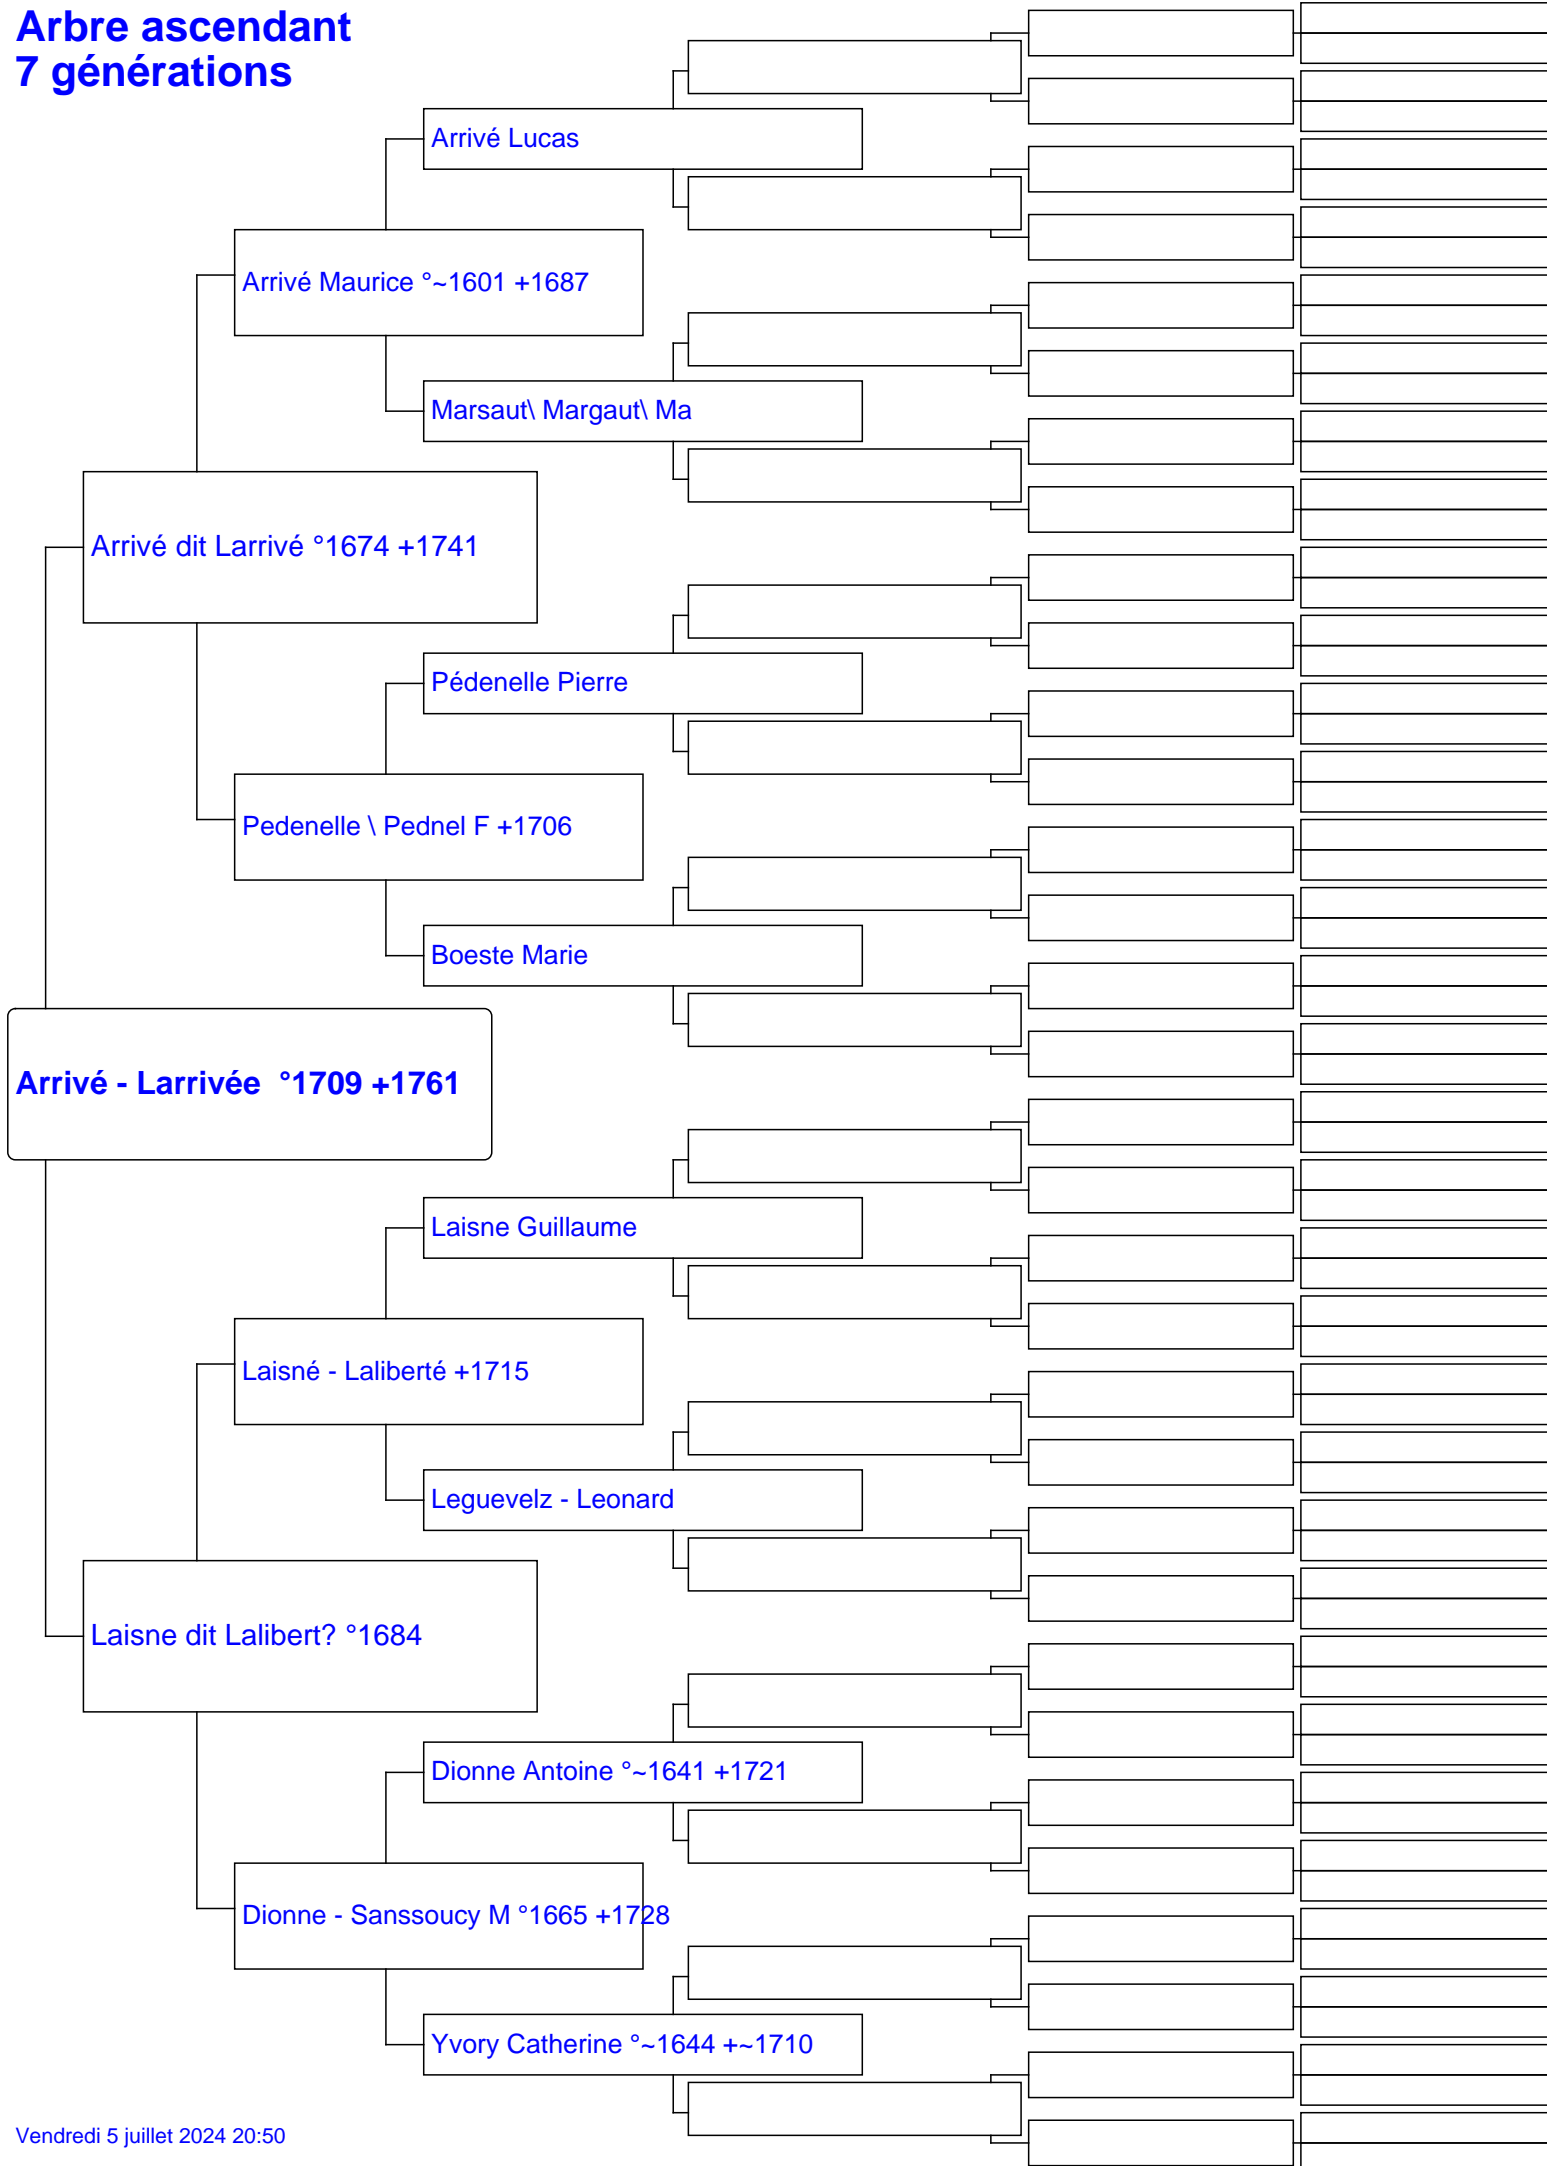 Arbre ascendant
7 générations
Arrivé Lucas
Arrivé Maurice °~1601 +1687
Marsaut\ Margaut\ Ma
Arrivé dit Larrivé °1674 +1741
Pédenelle Pierre
Pedenelle \ Pednel F +1706
Boeste Marie
Arrivé - Larrivée  °1709 +1761
Laisne Guillaume
Laisné - Laliberté +1715
Leguevelz - Leonard
Laisne dit Lalibert? °1684
Dionne Antoine °~1641 +1721
Dionne - Sanssoucy M °1665 +1728
Yvory Catherine °~1644 +~1710
Vendredi 5 juillet 2024 20:50